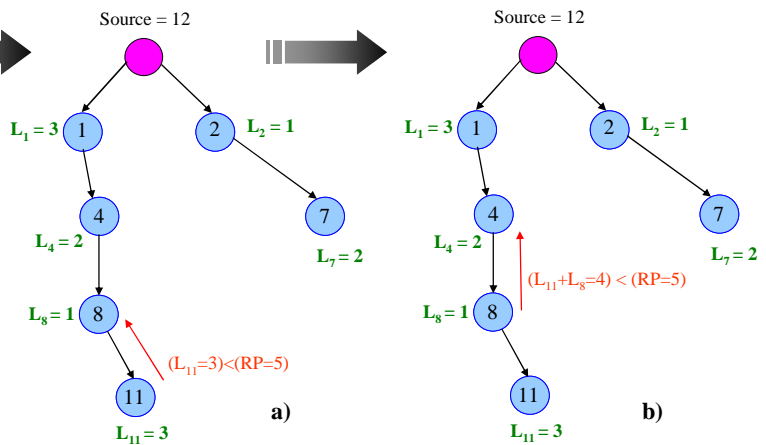 Source = 12
1
L₁ = 3
2
L₂ = 1
4
L₄ = 2
7
L₇ = 2
8
L₈ = 1
(L₁₁=3)<(RP=5)
11
L₁₁ = 3
a)
Source = 12
1
L₁ = 3
2
L₂ = 1
4
L₄ = 2
7
L₇ = 2
(L₁₁+L₈=4) < (RP=5)
8
L₈ = 1
11
L₁₁ = 3
b)